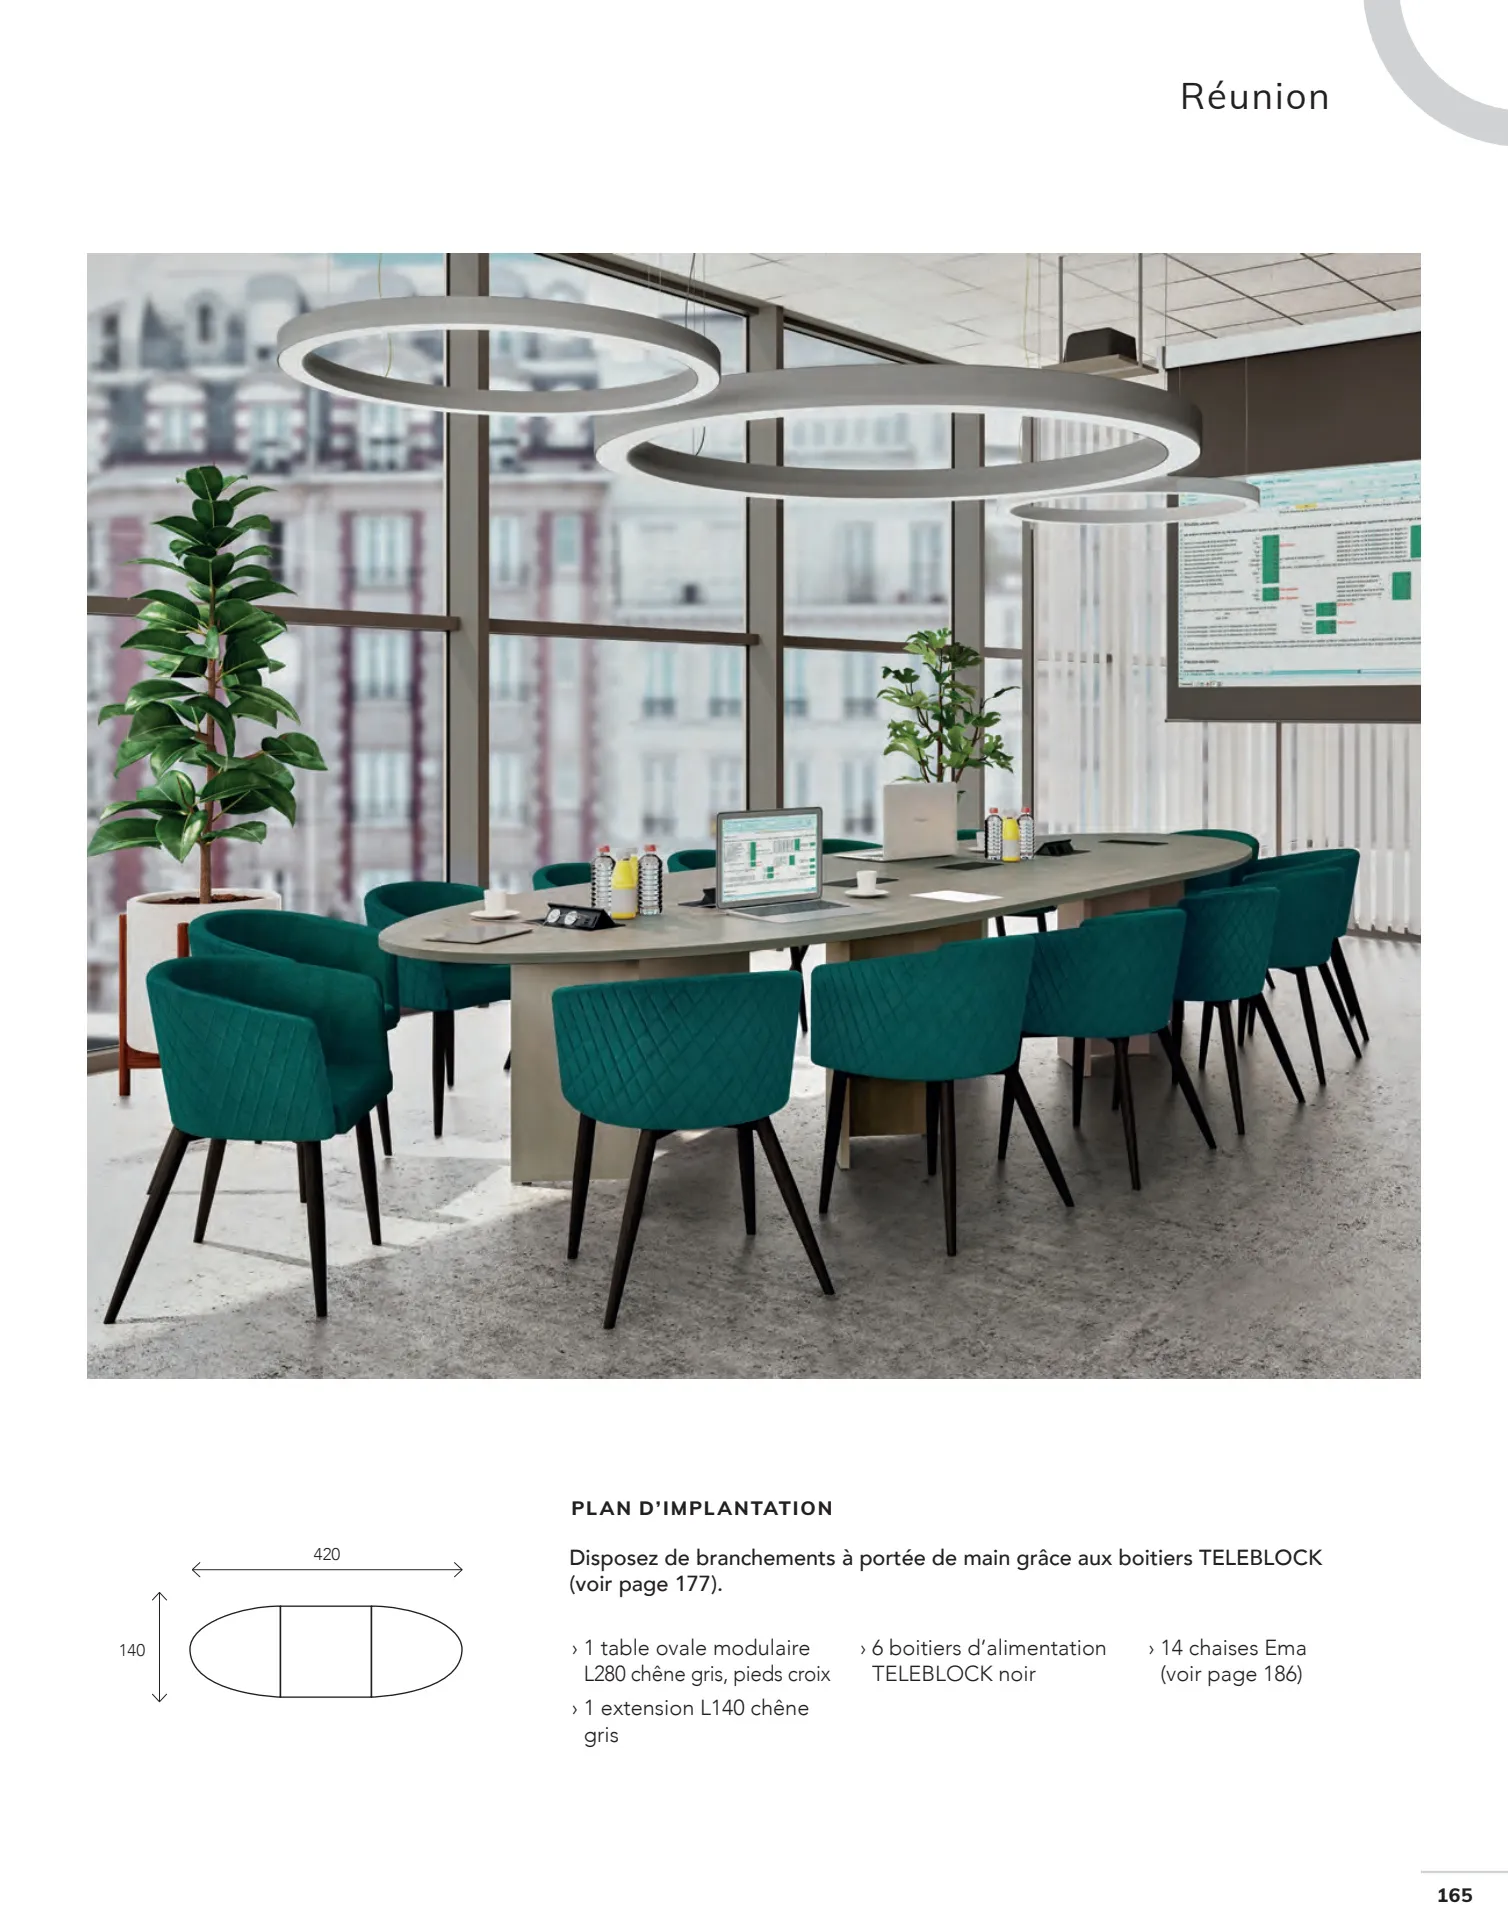 Réunion
420
140
PLAN D’IMPLANTATION
Disposez de branchements à portée de main grâce aux boitiers TELEBLOCK
(voir page 177).
› 1 table ovale modulaire
L280 chêne gris, pieds croix
› 1 extension L140 chêne
gris
› 6 boitiers d’alimentation
TELEBLOCK noir
› 14 chaises Ema
(voir page 186)
165